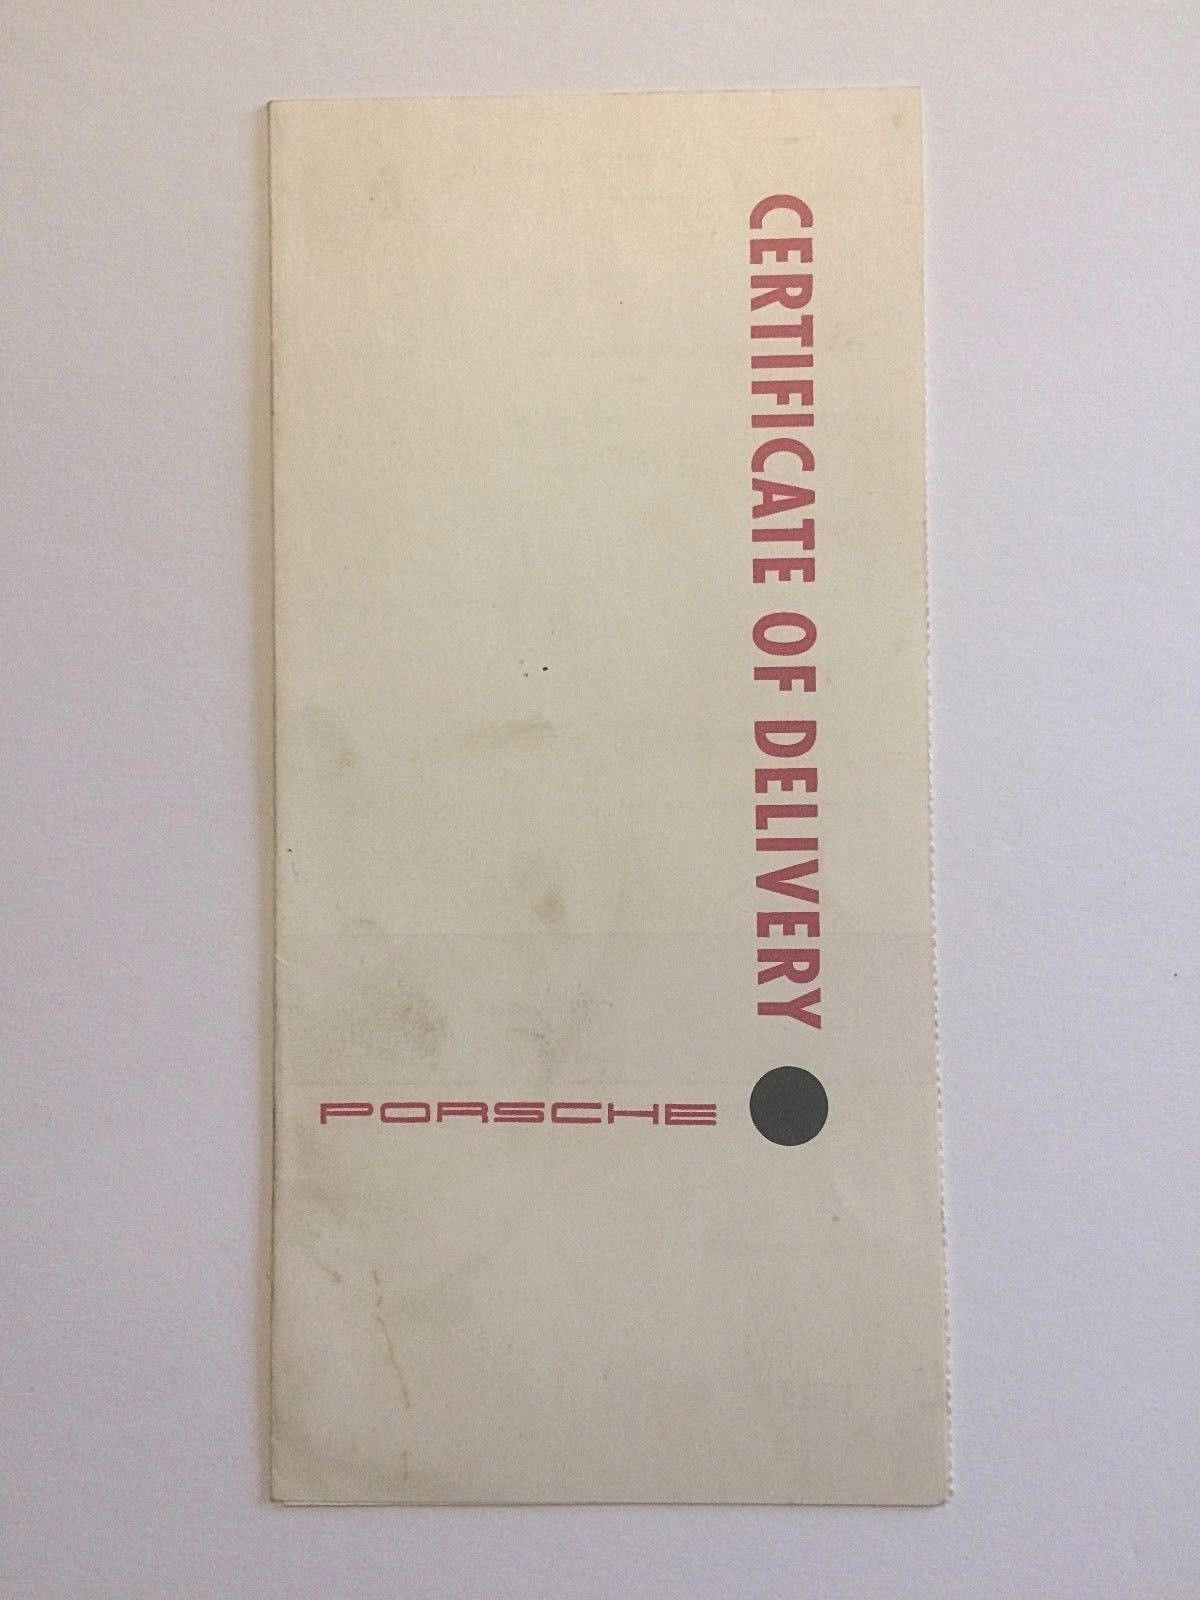 CERTIFICATE OF DELIVERY
PORSCHE